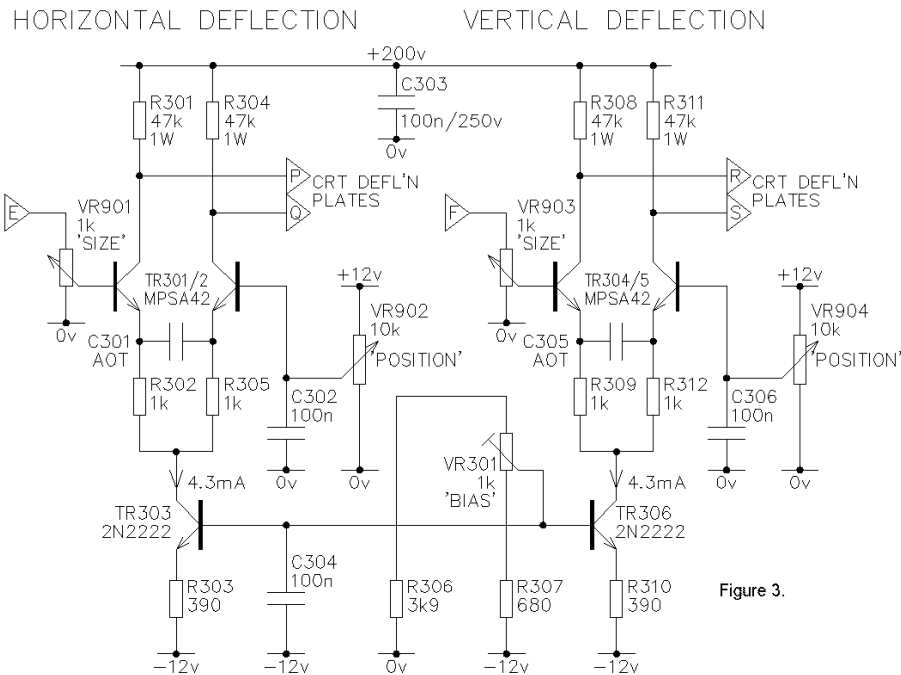 HORIZONTAL DEFLECTION
VERTICAL DEFLECTION
+200v
R301
47k
1W
R304
47k
1W
C303
100n/250v
0v
R308
47k
1W
R311
47k
1W
P
Q
CRT DEFL'N
PLATES
R
S
CRT DEFL'N
PLATES
E
VR901
1k
'SIZE'
0v
TR301/2
MPSA42
+12v
VR902
10k
'POSITION'
F
VR903
1k
'SIZE'
0v
TR304/5
MPSA42
+12v
VR904
10k
'POSITION'
C301
AOT
R302
1k
R305
1k
C302
100n
0v
0v
C305
AOT
R309
1k
R312
1k
C306
100n
0v
0v
4.3mA
VR301
1k
'BIAS'
4.3mA
TR303
2N2222
TR306
2N2222
R303
390
C304
100n
R306
3k9
R307
680
R310
390
Figure 3.
-12v
-12v
0v
-12v
-12v